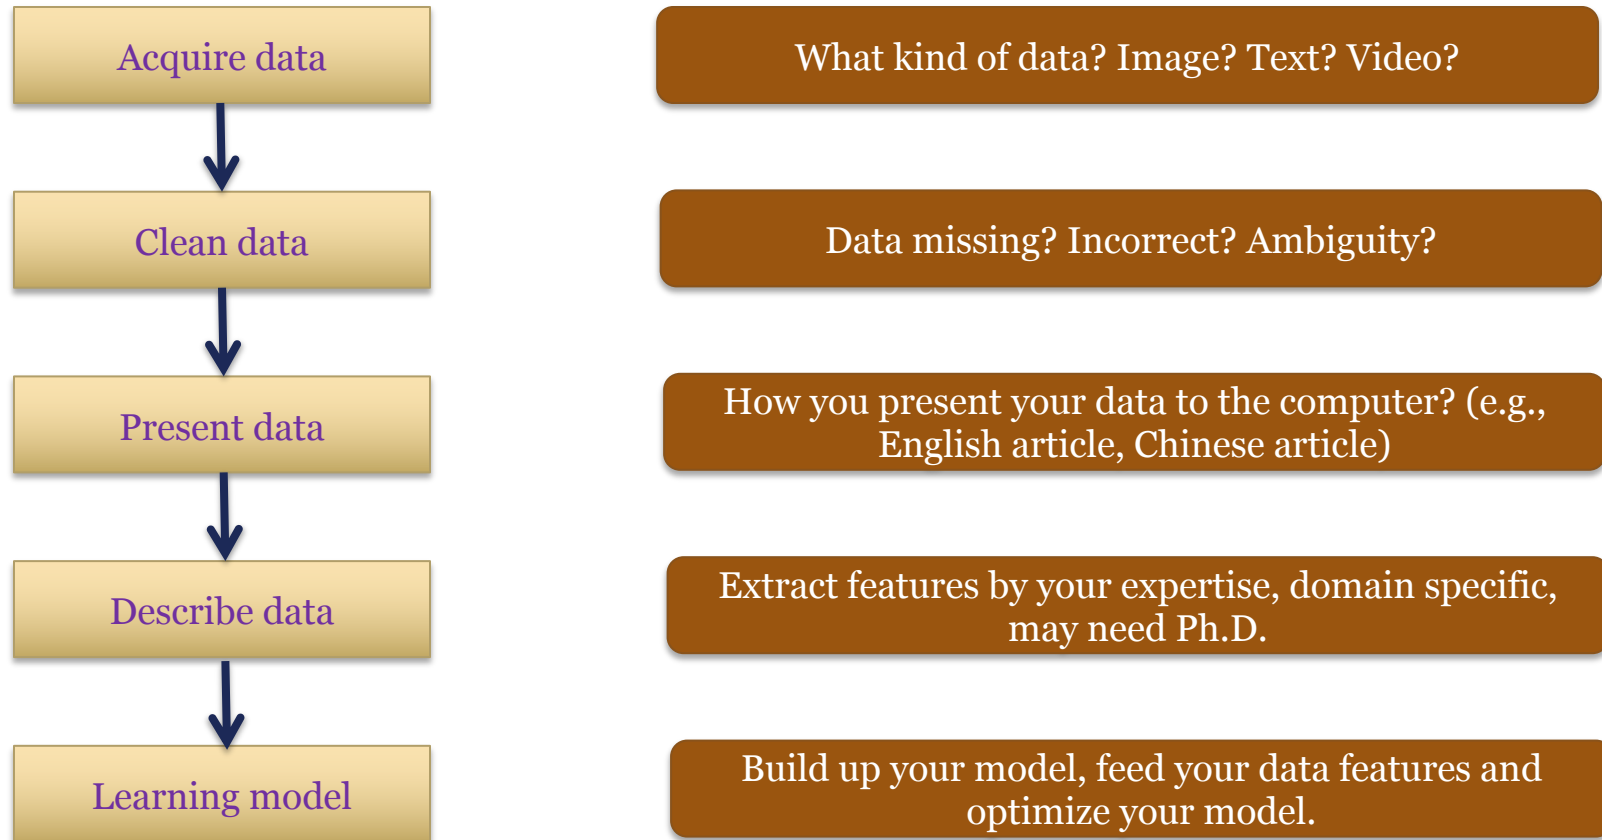 Acquire data
What kind of data? Image? Text? Video?
Clean data
Data missing? Incorrect? Ambiguity?
Present data
How you present your data to the computer? (e.g.,
English article, Chinese article)
Describe data
Extract features by your expertise, domain specific,
may need Ph.D.
Learning model
Build up your model, feed your data features and
optimize your model.